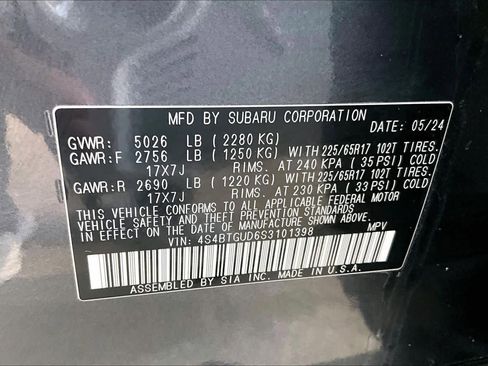 MFD BY SUBARU CORPORATION
DATE: 05/24
GVWR: 5026 LB ( 2280 KG)
GAWR:F 2756 LB ( 1250 KG) WITH 225/65R17 102T TIRES.
17X7J RIMS. AT 240 KPA ( 35 PSI) COLD
GAWR:R 2690 LB ( 1220 KG) WITH 225/65R17 102T TIRES.
17X7J RIMS. AT 230 KPA ( 33 PSI) COLD
THIS VEHICLE CONFORMS TO ALL APPLICABLE FEDERAL MOTOR
VEHICLE SAFETY AND THEFT PREVENTION STANDARDS IN EFFECT ON THE DATE OF
MANUFACTURE SHOWN ABOVE.
VIN: 4S4BTGUD6S3101398 MPV
ASSEMBLED BY SIA INC. MADE IN U.S.A.